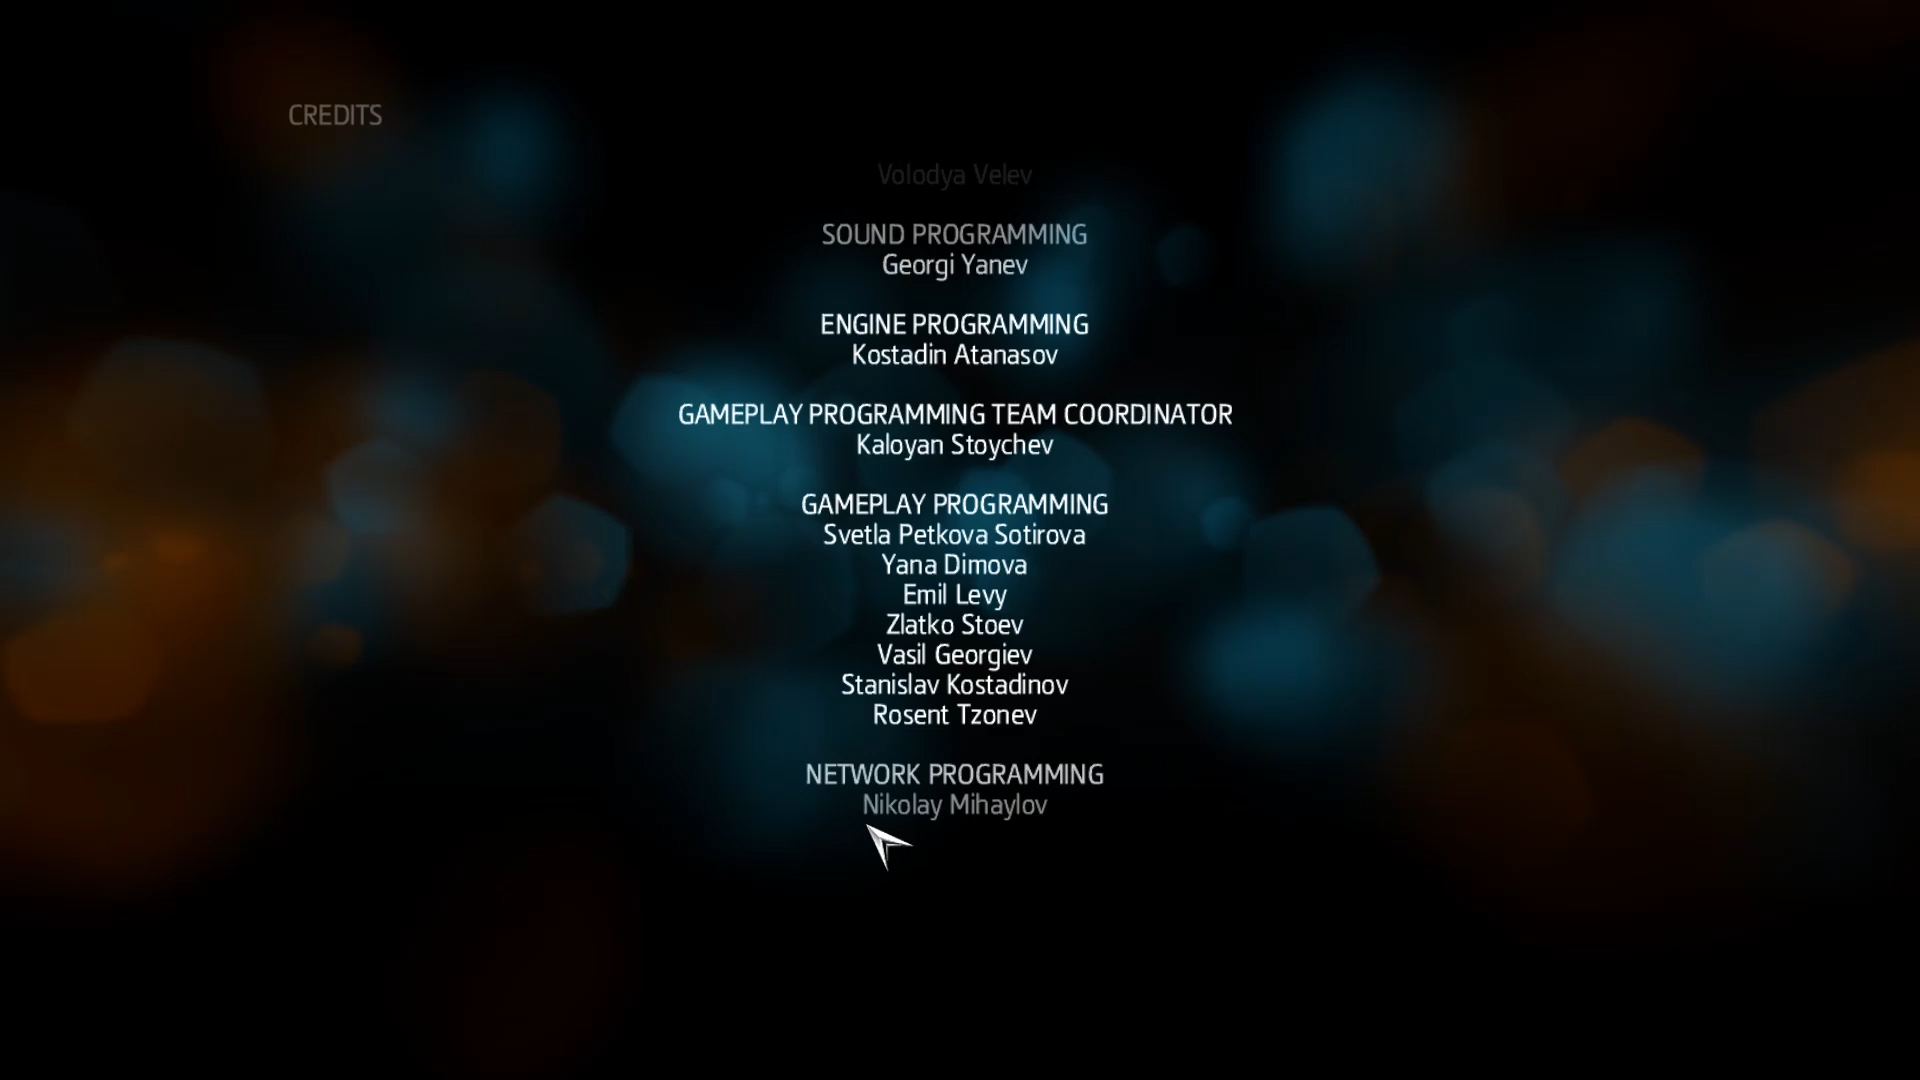 CREDITS
Volodya Velev
SOUND PROGRAMMING
Georgi Yanev
ENGINE PROGRAMMING
Kostadin Atanasov
GAMEPLAY PROGRAMMING TEAM COORDINATOR
Kaloyan Stoychev
GAMEPLAY PROGRAMMING
Svetla Petkova Sotirova
Yana Dimova
Emil Levy
Zlatko Stoev
Vasil Georgiev
Stanislav Kostadinov
Rosent Tzonev
NETWORK PROGRAMMING
Nikolay Mihaylov